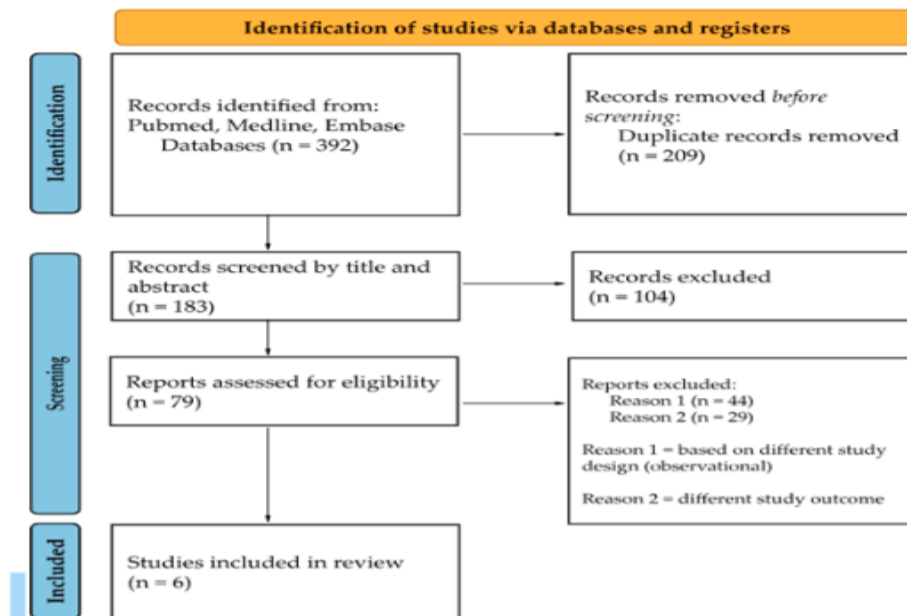 Identification of studies via databases and registers
Identification
Records identified from:
Pubmed, Medline, Embase
Databases (n = 392)
Records removed before
screening:
Duplicate records removed
(n = 209)
Screening
Records screened by title and
abstract
(n = 183)
Records excluded
(n = 104)
Reports assessed for eligibility
(n = 79)
Reports excluded:
Reason 1 (n = 44)
Reason 2 (n = 29)
Reason 1 = based on different study
design (observational)
Reason 2 = different study outcome
Included
Studies included in review
(n = 6)